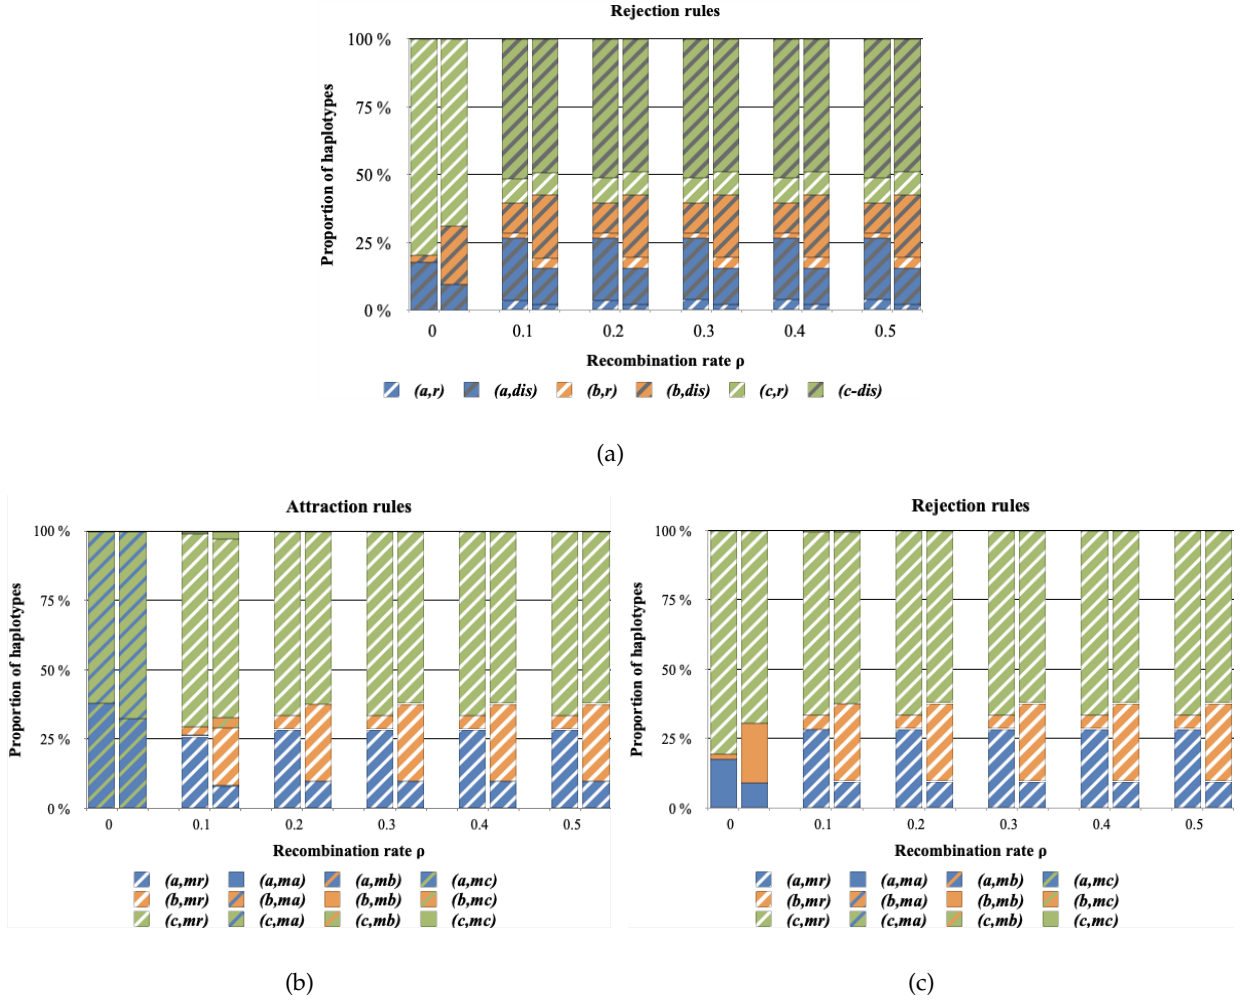 Rejection rules
100 %
75 %
50 %
25 %
0 %
Proportion of haplotypes
0 0.1 0.2 0.3 0.4 0.5
Recombination rate ρ
(a,r) (a,dis) (b,r) (b,dis) (c,r) (c-dis)
(a)
Attraction rules
100 %
75 %
50 %
25 %
0 %
Proportion of haplotypes
0 0.1 0.2 0.3 0.4 0.5
Recombination rate ρ
(a,mr) (a,ma) (a,mb) (a,mc)
(b,mr) (b,ma) (b,mb) (b,mc)
(c,mr) (c,ma) (c,mb) (c,mc)
(b)
Rejection rules
100 %
75 %
50 %
25 %
0 %
Proportion of haplotypes
0 0.1 0.2 0.3 0.4 0.5
Recombination rate ρ
(a,mr) (a,ma) (a,mb) (a,mc)
(b,mr) (b,ma) (b,mb) (b,mc)
(c,mr) (c,ma) (c,mb) (c,mc)
(c)